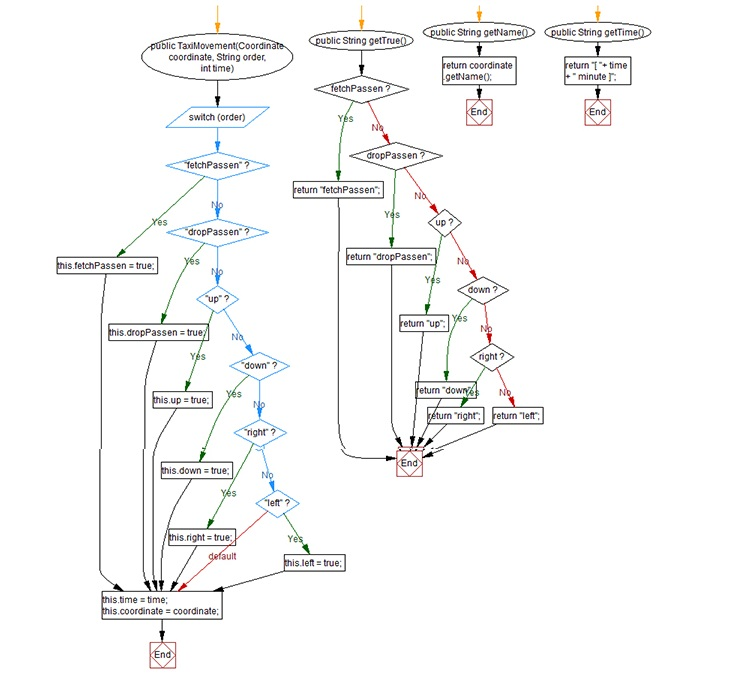 public TaxiMovement(Coordinate
coordinate, String order,
int time)
switch (order)
"fetchPassen" ?
No
Yes
"dropPassen" ?
this.fetchPassen = true;
Yes
No
"up" ?
this.dropPassen = true;
No
Yes
"down" ?
this.up = true;
Yes
No
"right" ?
this.down = true;
No
Yes
"left" ?
this.right = true;
Yes
default
this.left = true;
this.time = time;
this.coordinate = coordinate;
End
public String getTrue()
fetchPassen ?
Yes
No
dropPassen ?
return "fetchPassen";
No
Yes
up ?
return "dropPassen";
No
Yes
down ?
return "up";
Yes
No
right ?
return "down";
Yes
No
return "right";
return "left";
End
public String getName()
return coordinate
.getName();
End
public String getTime()
return "[ "+ time
+ " minute ]";
End